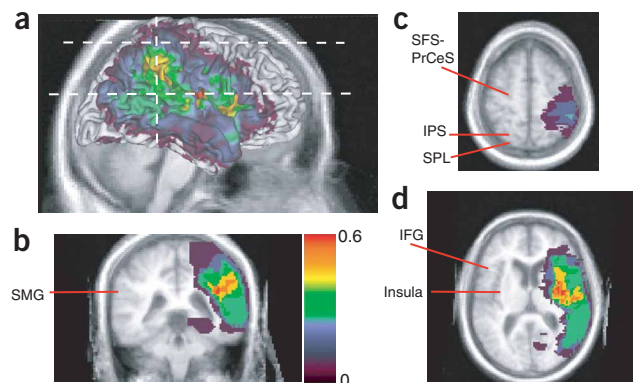 a
c
SFS-
PrCeS
IPS
SPL
b
SMG
0.6
0
d
IFG
Insula